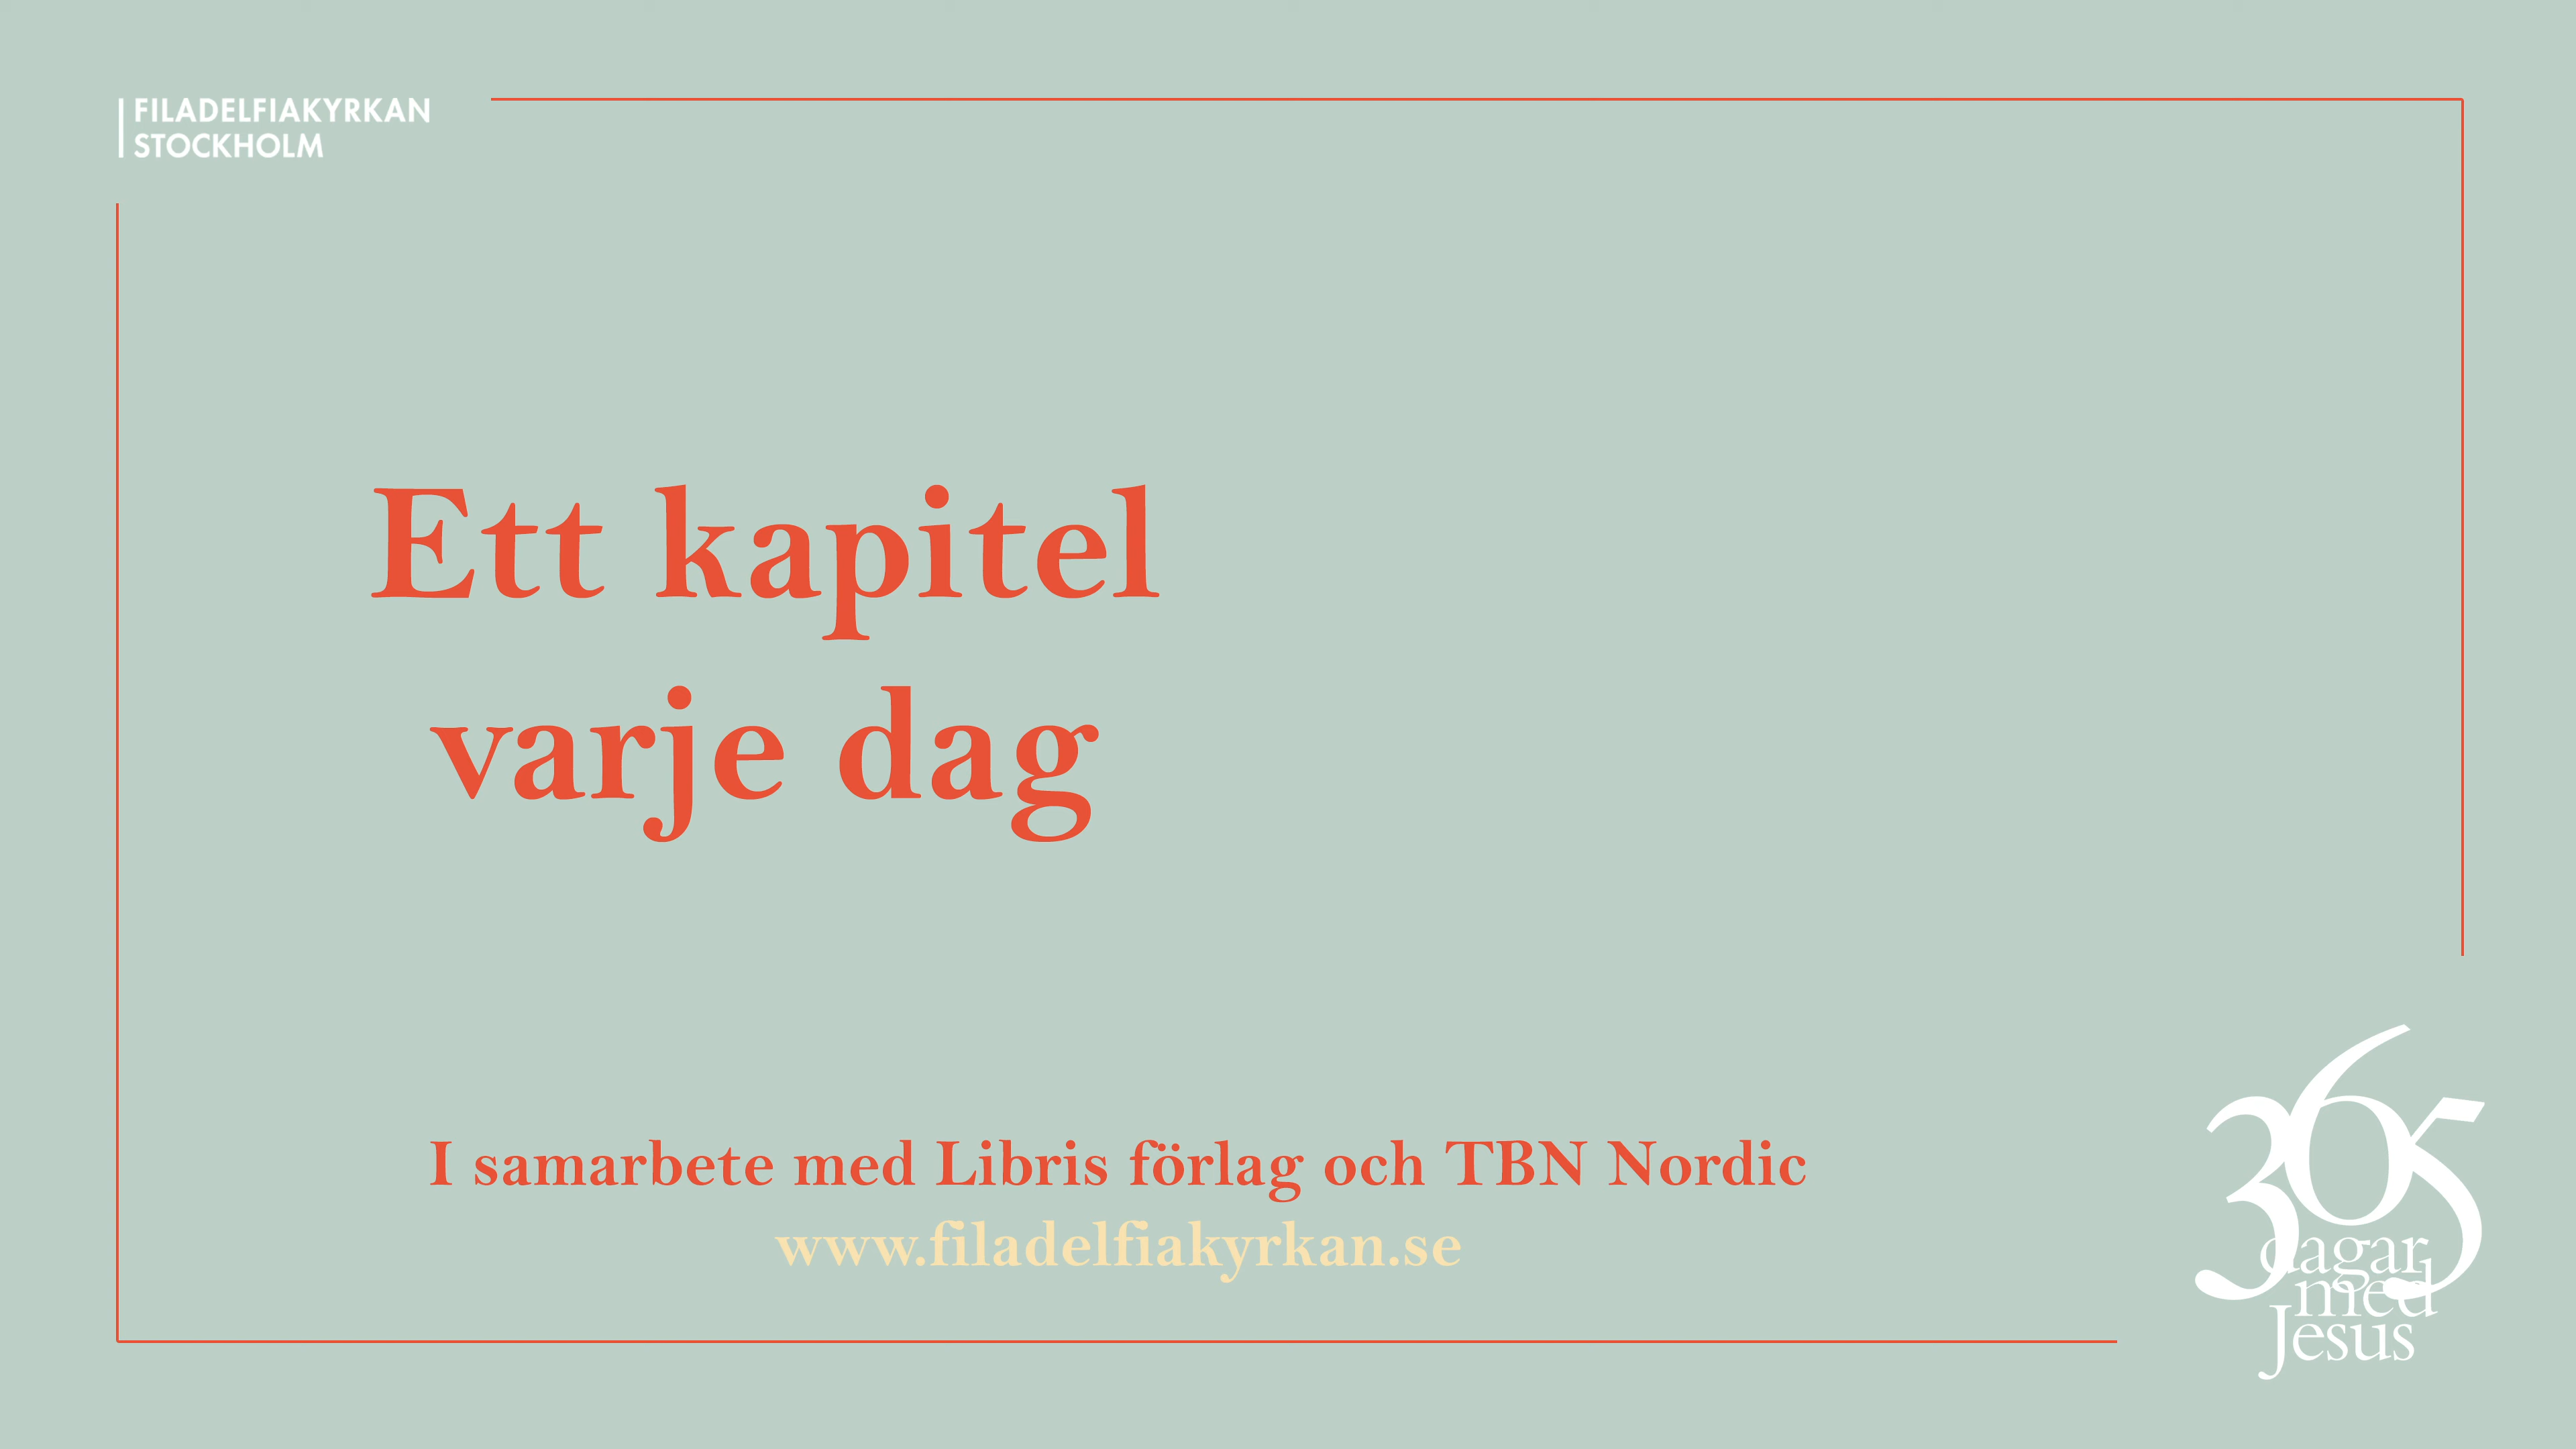 FILADELFIAKYRKAN
STOCKHOLM
Ett kapitel
varje dag
I samarbete med Libris förlag och TBN Nordic
www.filadelfiakyrkan.se
365
dagar
med
Jesus